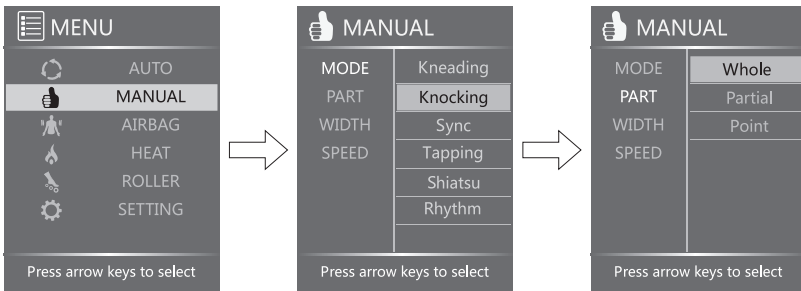 MENU
AUTO
MANUAL
AIRBAG
HEAT
ROLLER
SETTING
Press arrow keys to select
MANUAL
MODE Kneading
PART Knocking
WIDTH Sync
SPEED Tapping
Shiatsu
Rhythm
Press arrow keys to select
MANUAL
MODE Whole
PART Partial
WIDTH Point
SPEED
Press arrow keys to select